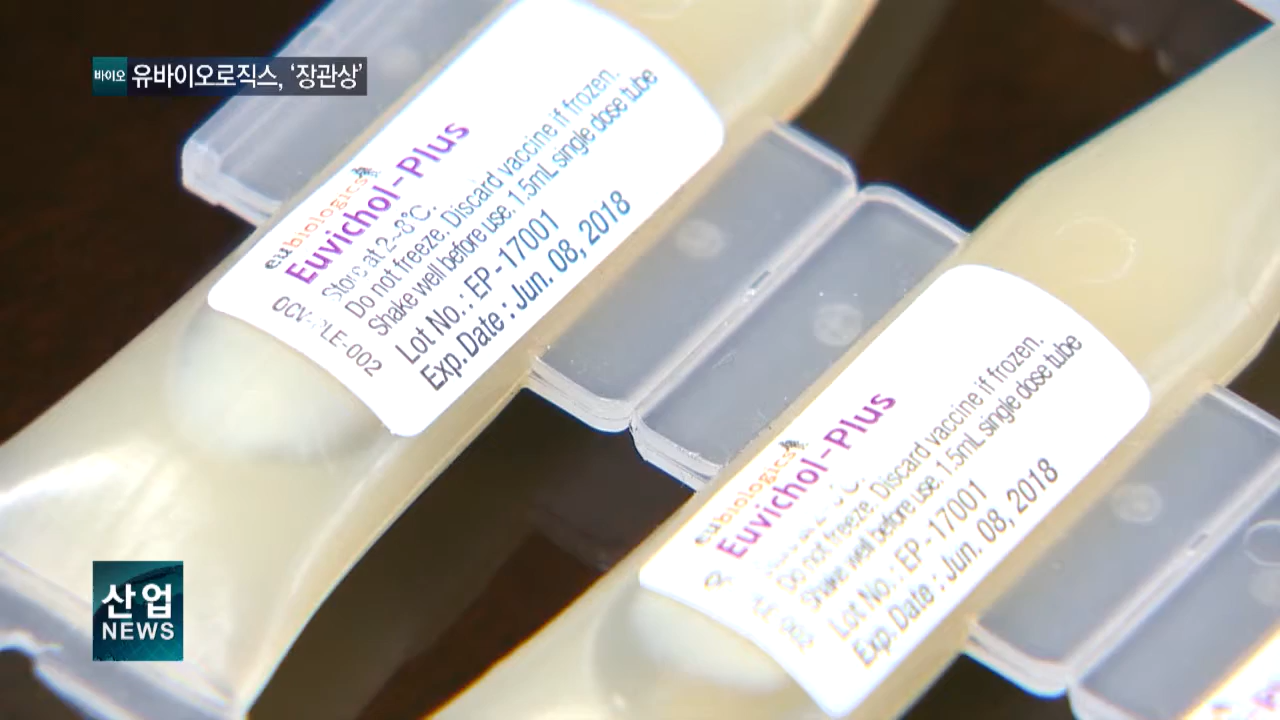 바이오 유바이오로직스, ‘장관상’
eubiologics
Euvichol-Plus
Store at 2~8°C.
Do not freeze. Discard vaccine if frozen.
Shake well before use. 1.5mL single dose tube
Lot No.: EP-17001
Exp. Date : Jun. 08, 2018
OCV-PLE-002
eubiologics
Euvichol-Plus
Do not freeze. Discard vaccine if frozen.
Shake well before use. 1.5mL single dose tube
Lot No.: EP-17001
Exp. Date : Jun. 08, 2018
산업
NEWS